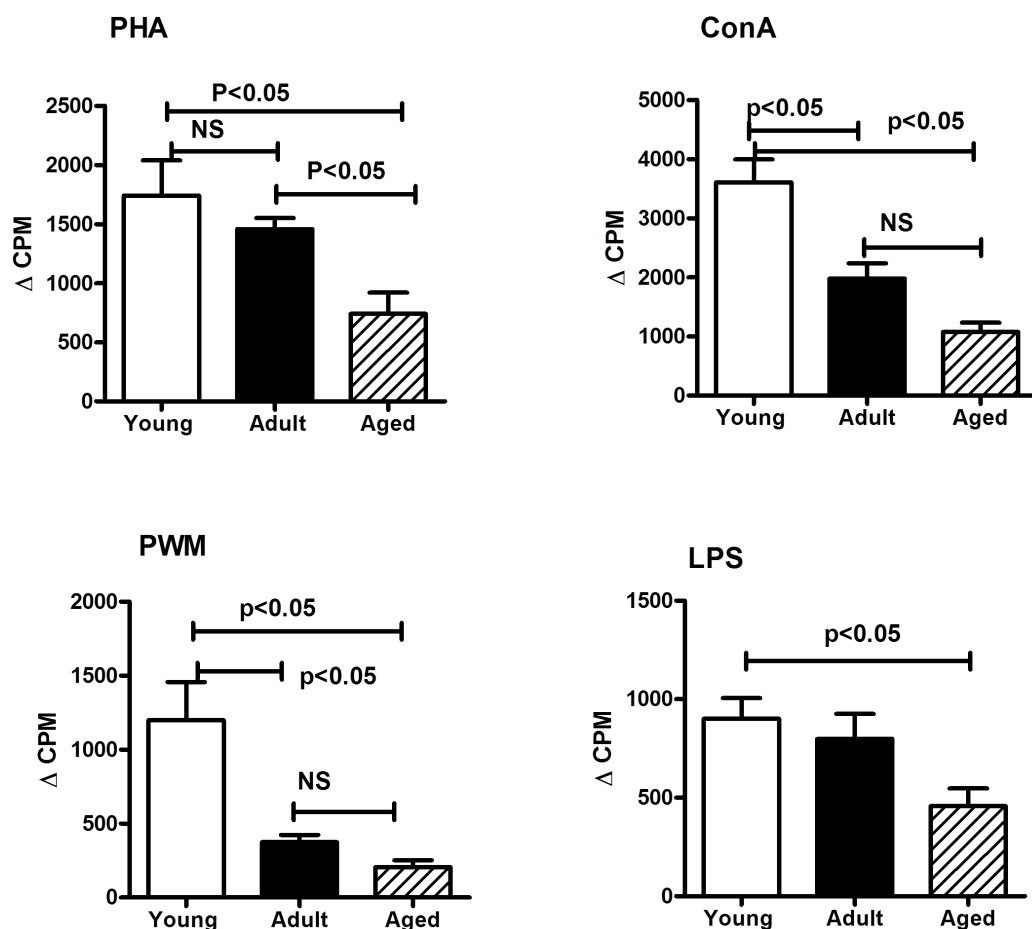 PHA
P<0.05
NS
P<0.05
2500
2000
1500
1000
500
0
Δ CPM
Young Adult Aged
ConA
p<0.05
p<0.05
NS
5000
4000
3000
2000
1000
0
Δ CPM
Young Adult Aged
PWM
p<0.05
p<0.05
NS
2000
1500
1000
500
0
Δ CPM
Young Adult Aged
LPS
p<0.05
1500
1000
500
0
Δ CPM
Young Adult Aged